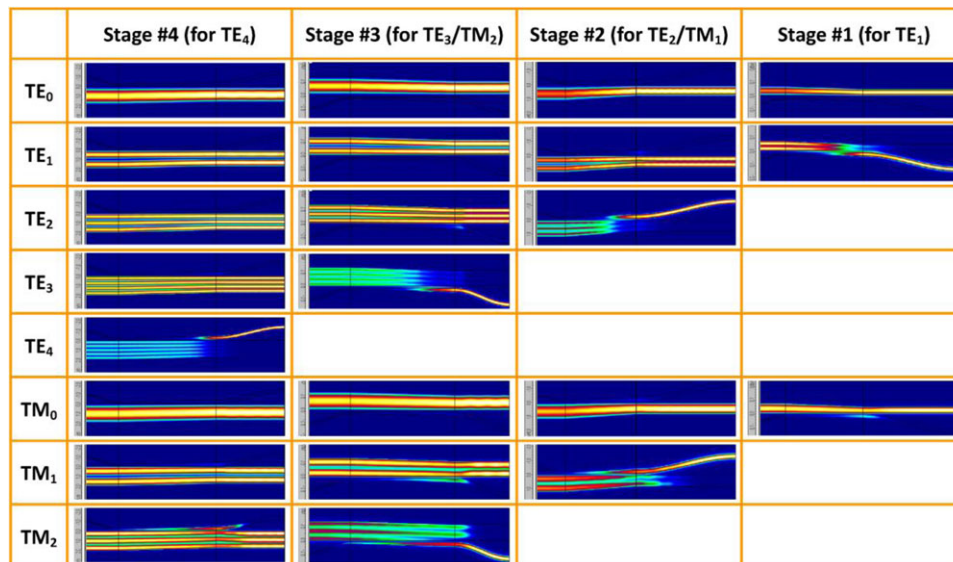 Stage #4 (for TE₄) Stage #3 (for TE₃/TM₂) Stage #2 (for TE₂/TM₁) Stage #1 (for TE₁)
TE₀
TE₁
TE₂
TE₃
TE₄
TM₀
TM₁
TM₂